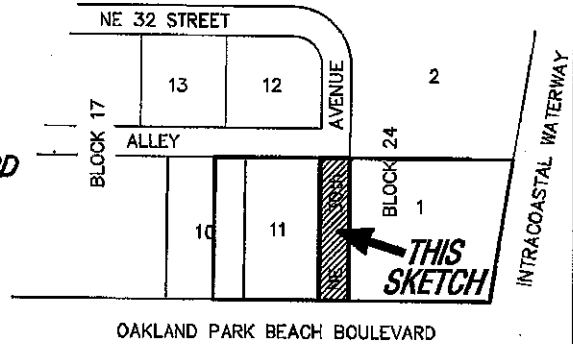 NE 32 STREET
13
12
2
AVENUE
BLOCK 17
ALLEY
BLOCK 24
10
11
NE
1
THIS
SKETCH
INTRACOASTAL WATERWAY
OAKLAND PARK BEACH BOULEVARD